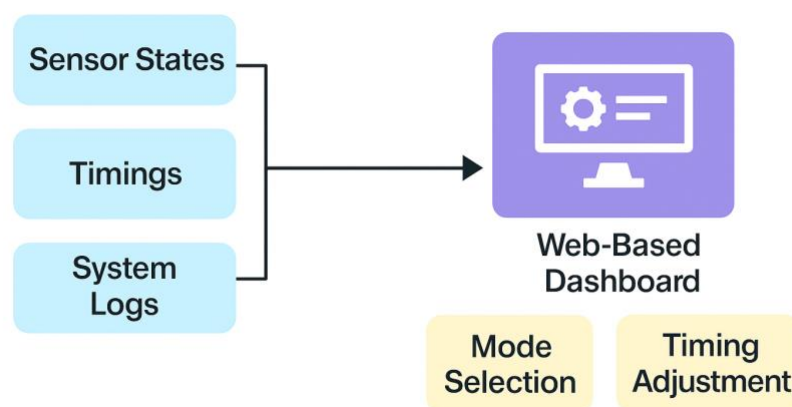 Sensor States
Timings
System
Logs
Web-Based
Dashboard
Mode
Selection
Timing
Adjustment